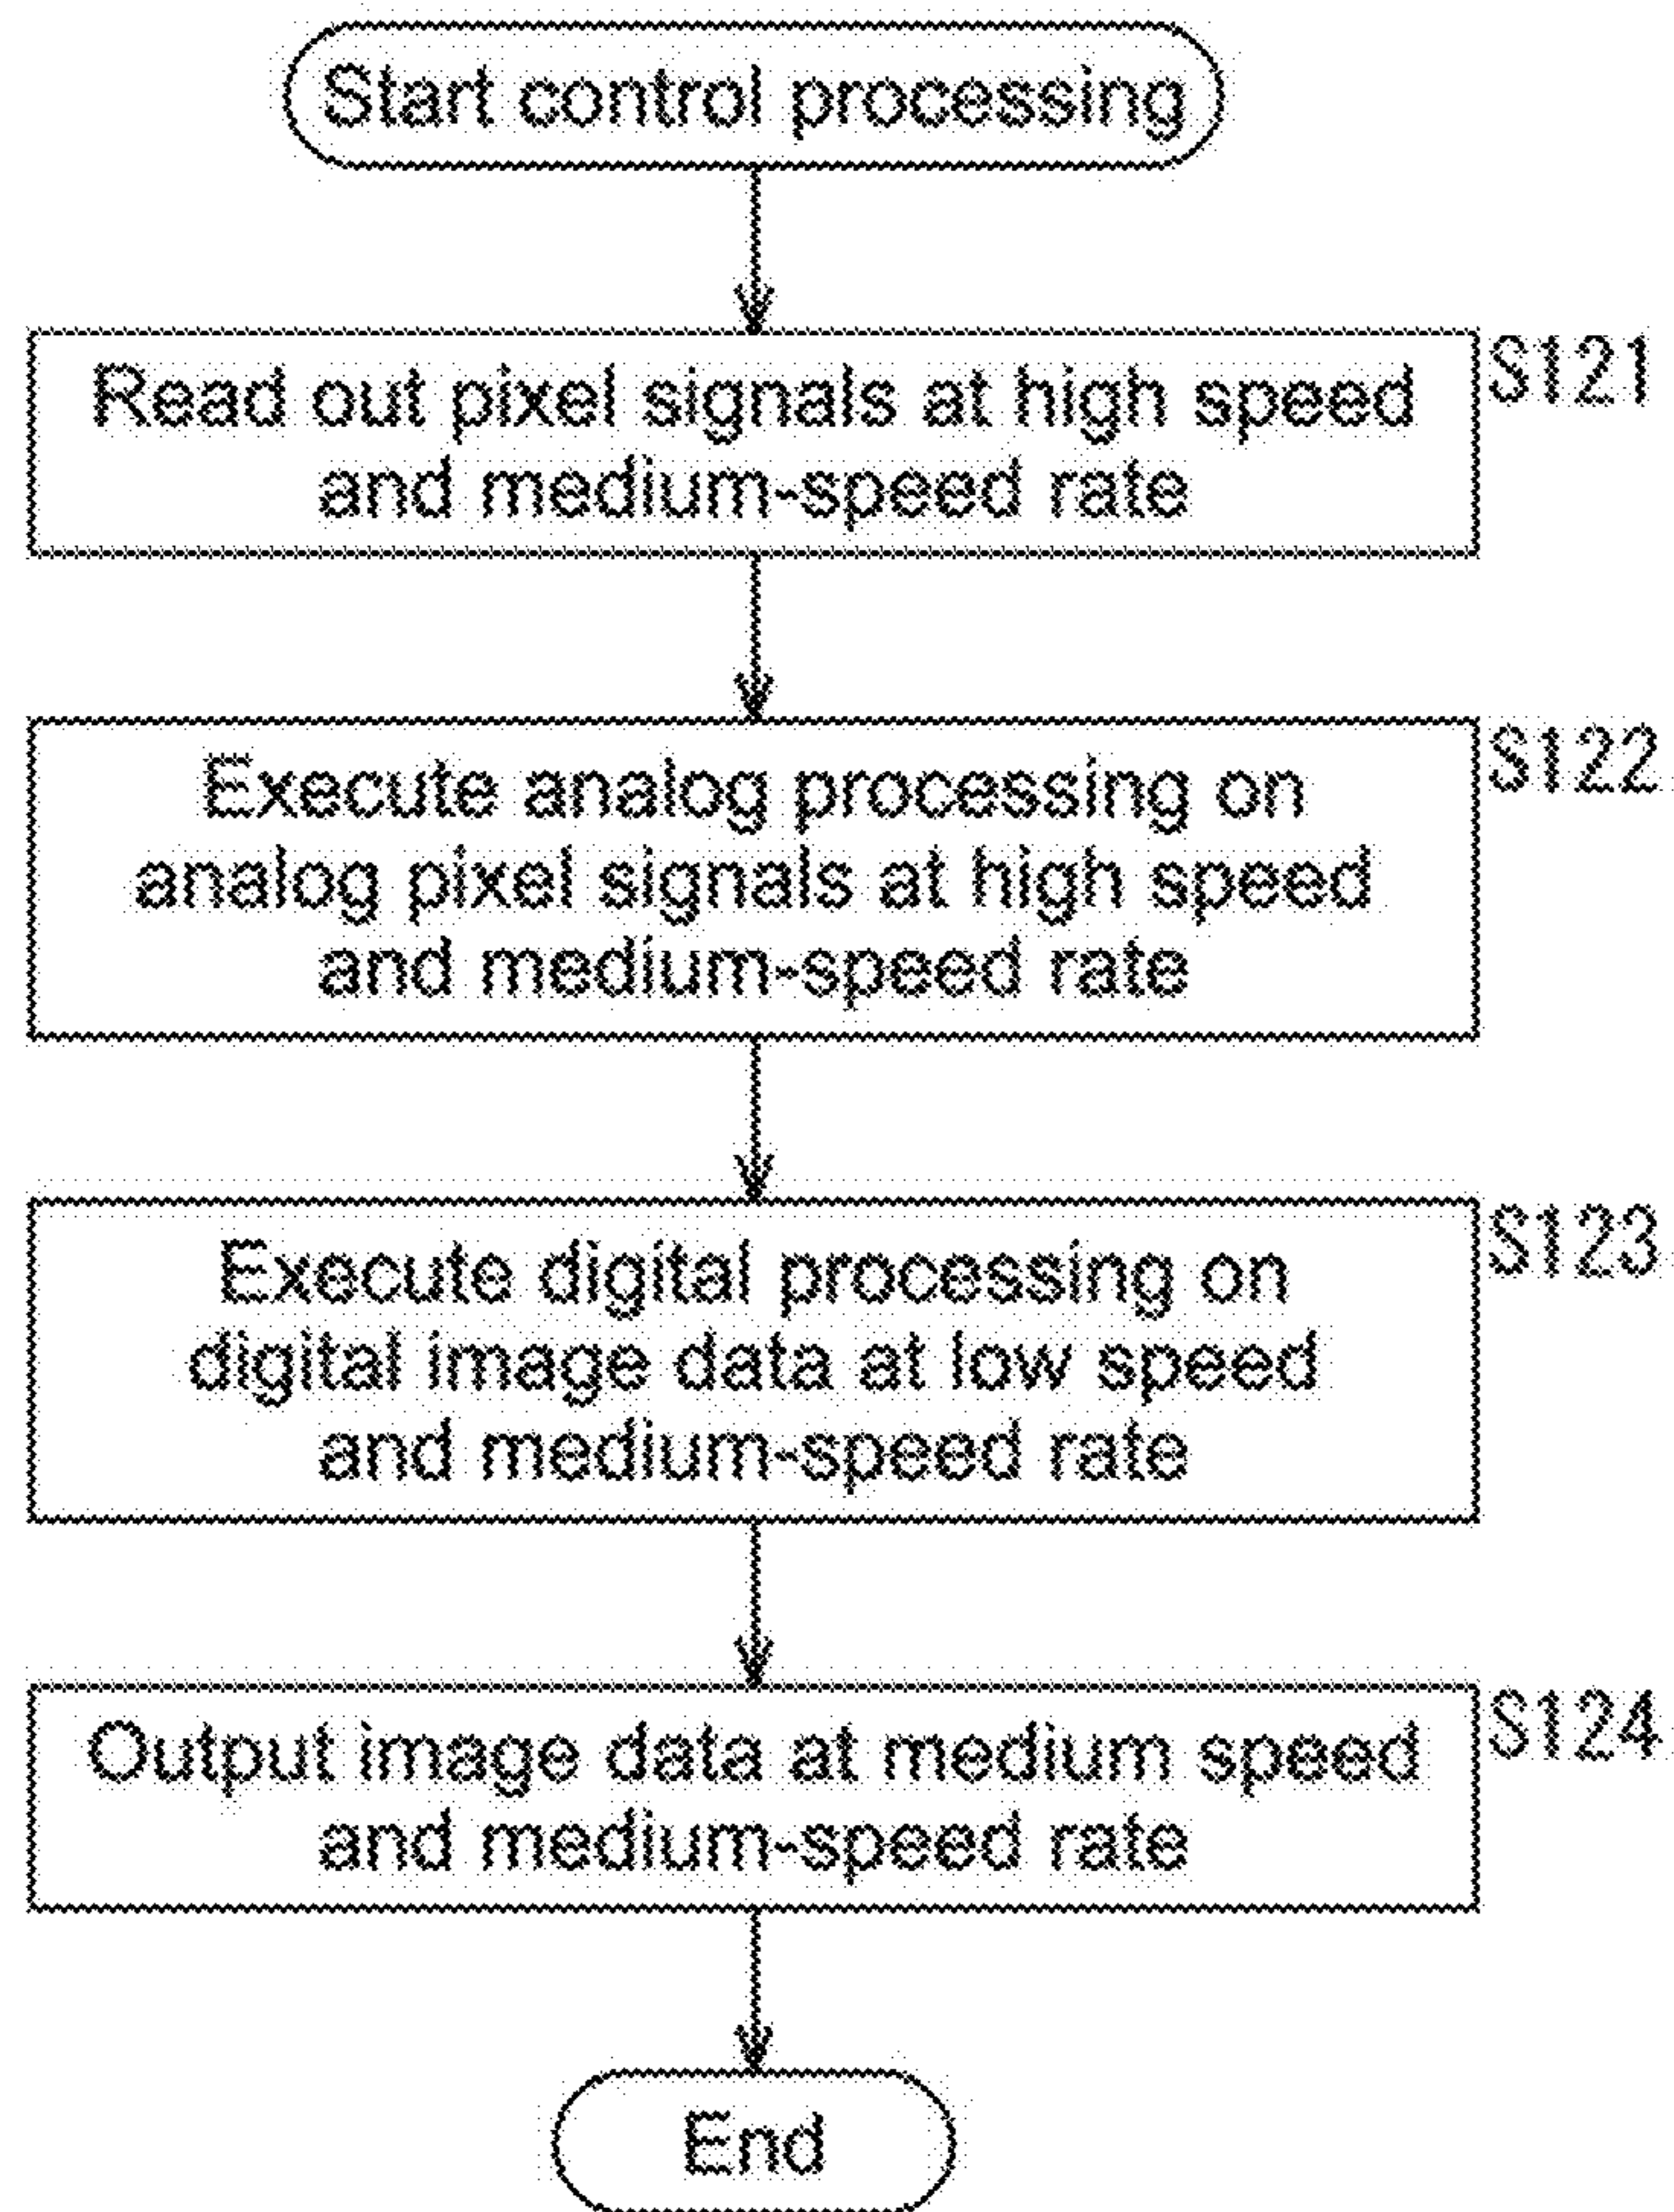 Start control processing
Read out pixel signals at high speed
and medium-speed rate
S121
Execute analog processing on
analog pixel signals at high speed
and medium-speed rate
S122
Execute digital processing on
digital image data at low speed
and medium-speed rate
S123
Output image data at medium speed
and medium-speed rate
S124
End